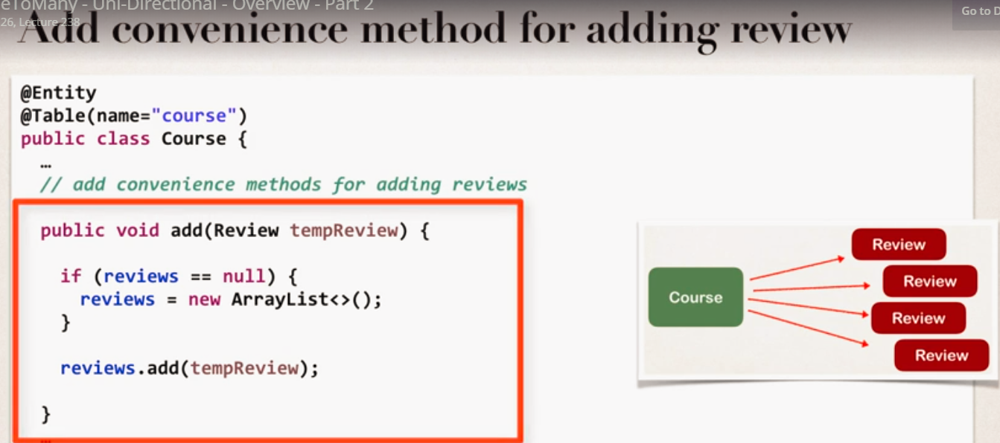 eToMany - Uni-Directional - Overview - Part 2
26, Lecture 238
Go to D
Add convenience method for adding review
@Entity
@Table(name="course")
public class Course {
…
// add convenience methods for adding reviews
public void add(Review tempReview) {
if (reviews == null) {
reviews = new ArrayList<>();
}
reviews.add(tempReview);
}
…
Review
Review
Course
Review
Review